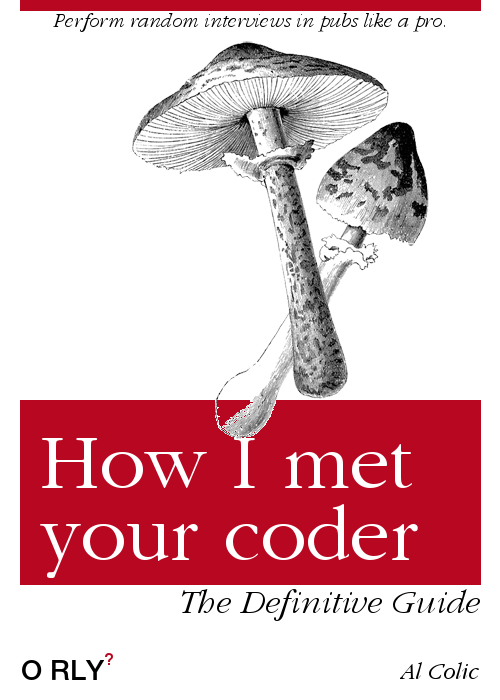 Perform random interviews in pubs like a pro.
How I met
your coder
The Definitive Guide
O RLY?
Al Colic